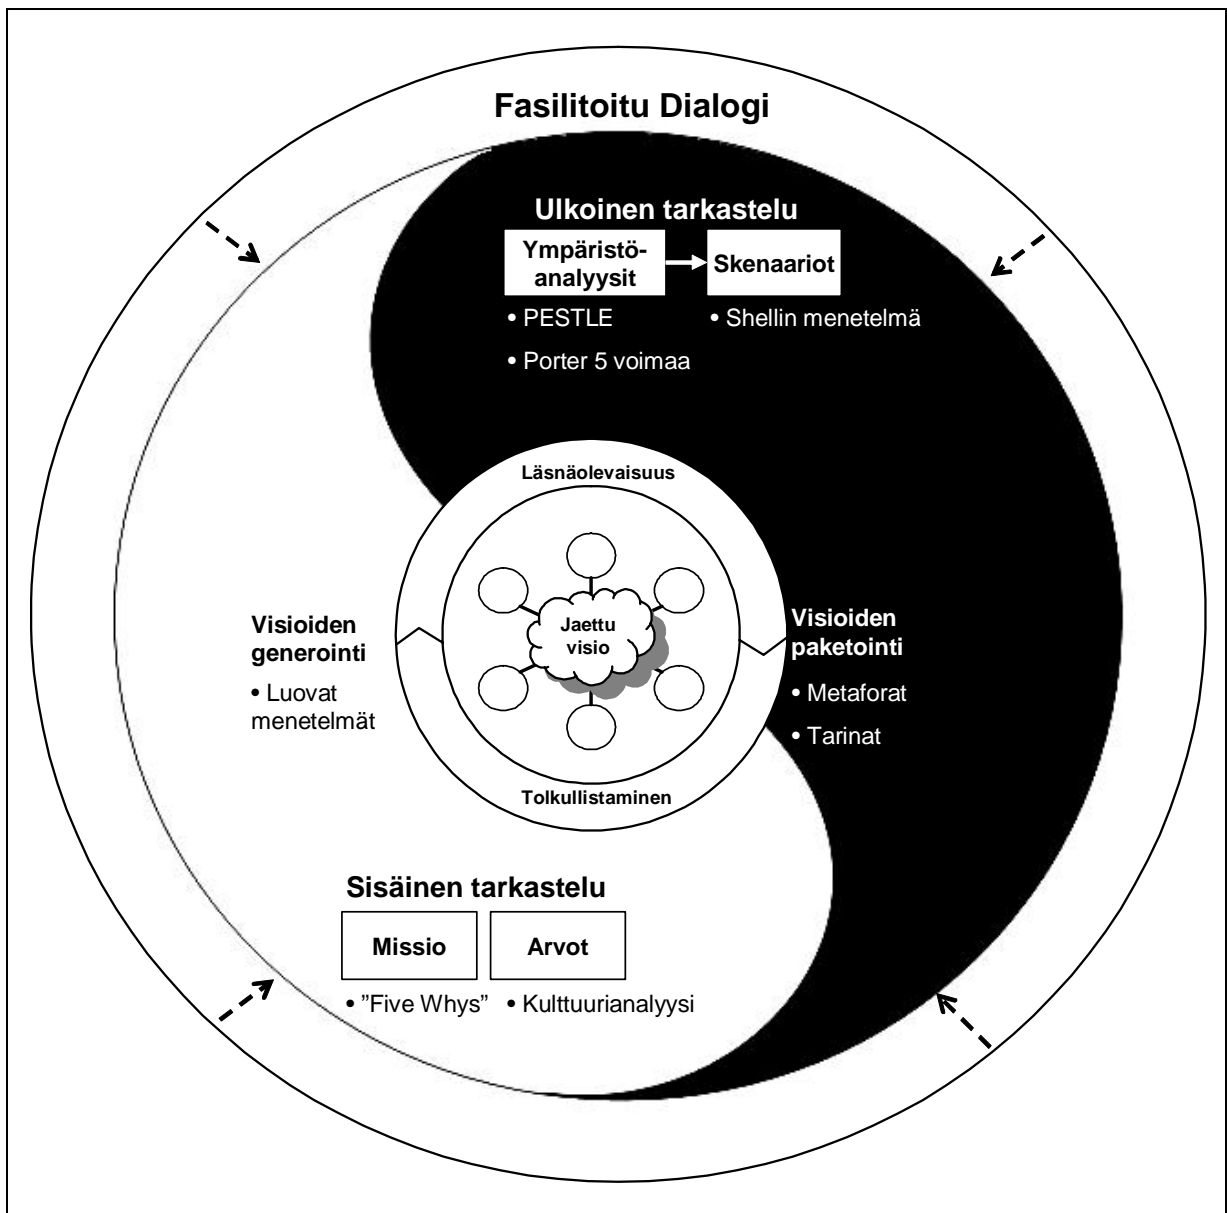 Fasilitoitu Dialogi
Ulkoinen tarkastelu
Ympäristö-
analyysit
Skenaariot
• PESTLE
• Porter 5 voimaa
• Shellin menetelmä
Läsnäolevaisuus
Jaettu
visio
Tolkullistaminen
Visioiden
generointi
• Luovat
menetelmät
Visioiden
paketointi
• Metaforat
• Tarinat
Sisäinen tarkastelu
Missio
Arvot
• ”Five Whys”
• Kulttuurianalyysi